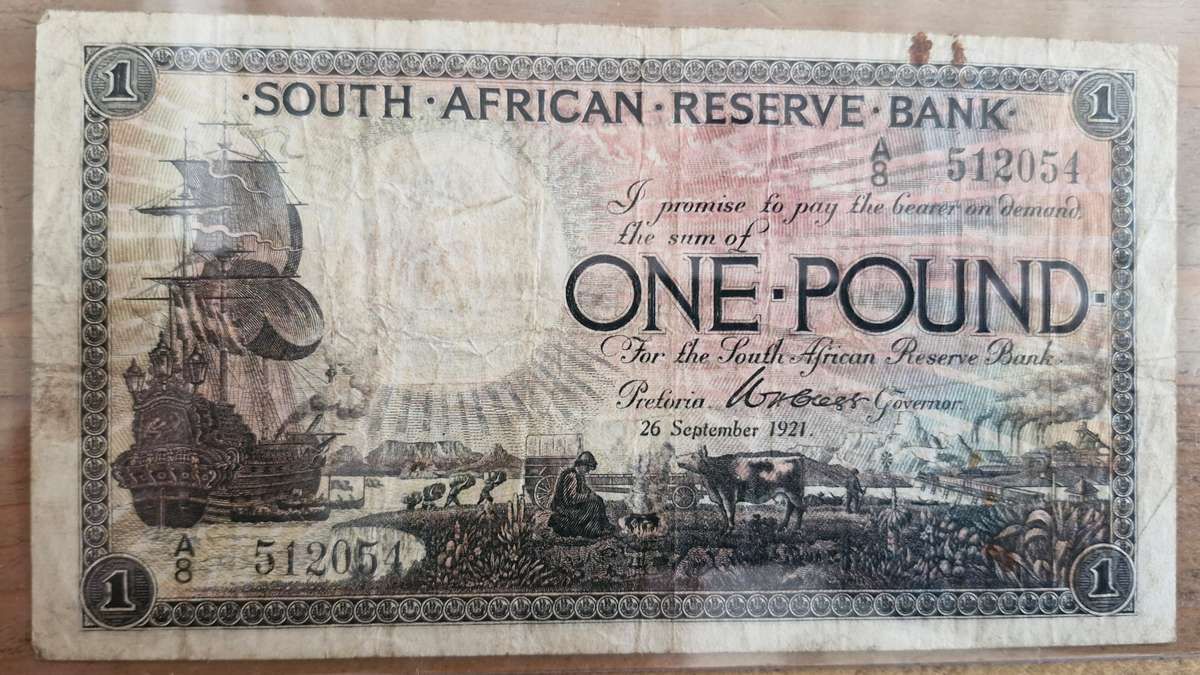 1
1
·SOUTH·AFRICAN·RESERVE·BANK·
A/8 512054
I promise to pay the bearer on demand,
the sum of
ONE·POUND·
For the South African Reserve Bank
Pretoria. Governor.
26 September 1921.
A/8 512054
1
1